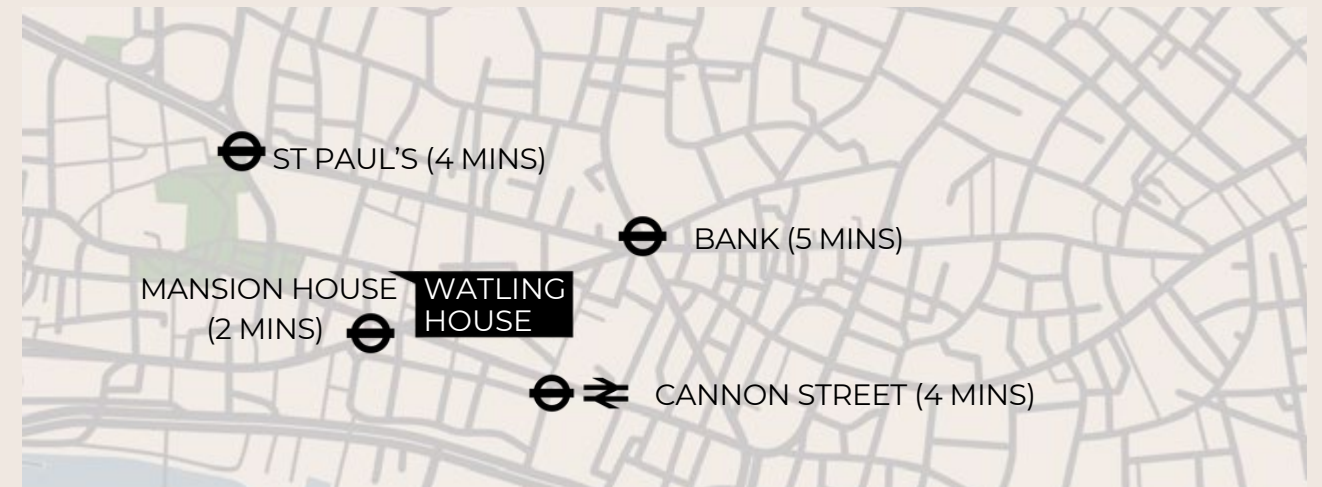 ST PAUL’S (4 MINS)
BANK (5 MINS)
MANSION HOUSE
(2 MINS)
WATLING
HOUSE
CANNON STREET (4 MINS)